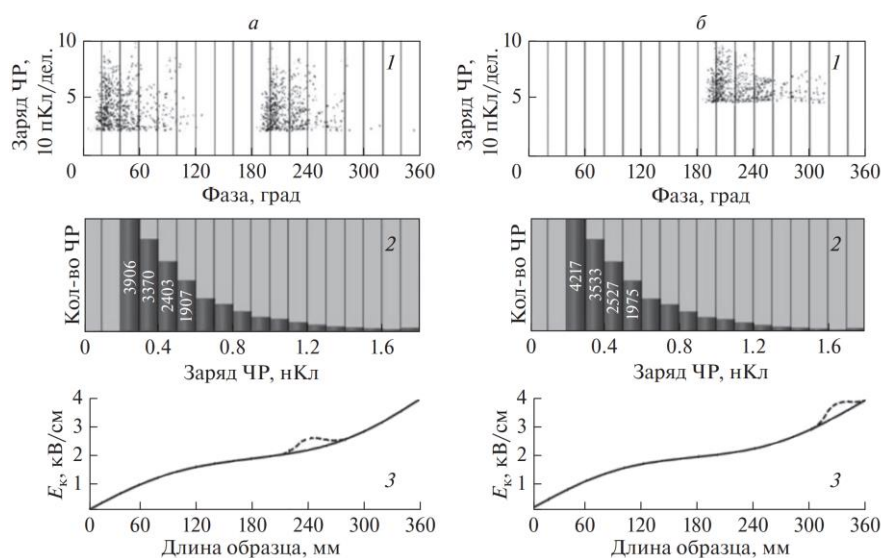 а
б
10
5
0
Заряд ЧР,
10 пКл/дел.
1
60 120 180 240 300 360
Фаза, град
10
5
0
Заряд ЧР,
10 пКл/дел.
1
60 120 180 240 300 360
Фаза, град
Кол-во ЧР
3906
3370
2403
1907
2
0 0.4 0.8 1.2 1.6
Заряд ЧР, нКл
Кол-во ЧР
4217
3533
2527
1975
2
0 0.4 0.8 1.2 1.6
Заряд ЧР, нКл
4
3
2
1
Eк, кВ/см
3
0 60 120 180 240 300 360
Длина образца, мм
4
3
2
1
Eк, кВ/см
3
0 60 120 180 240 300 360
Длина образца, мм